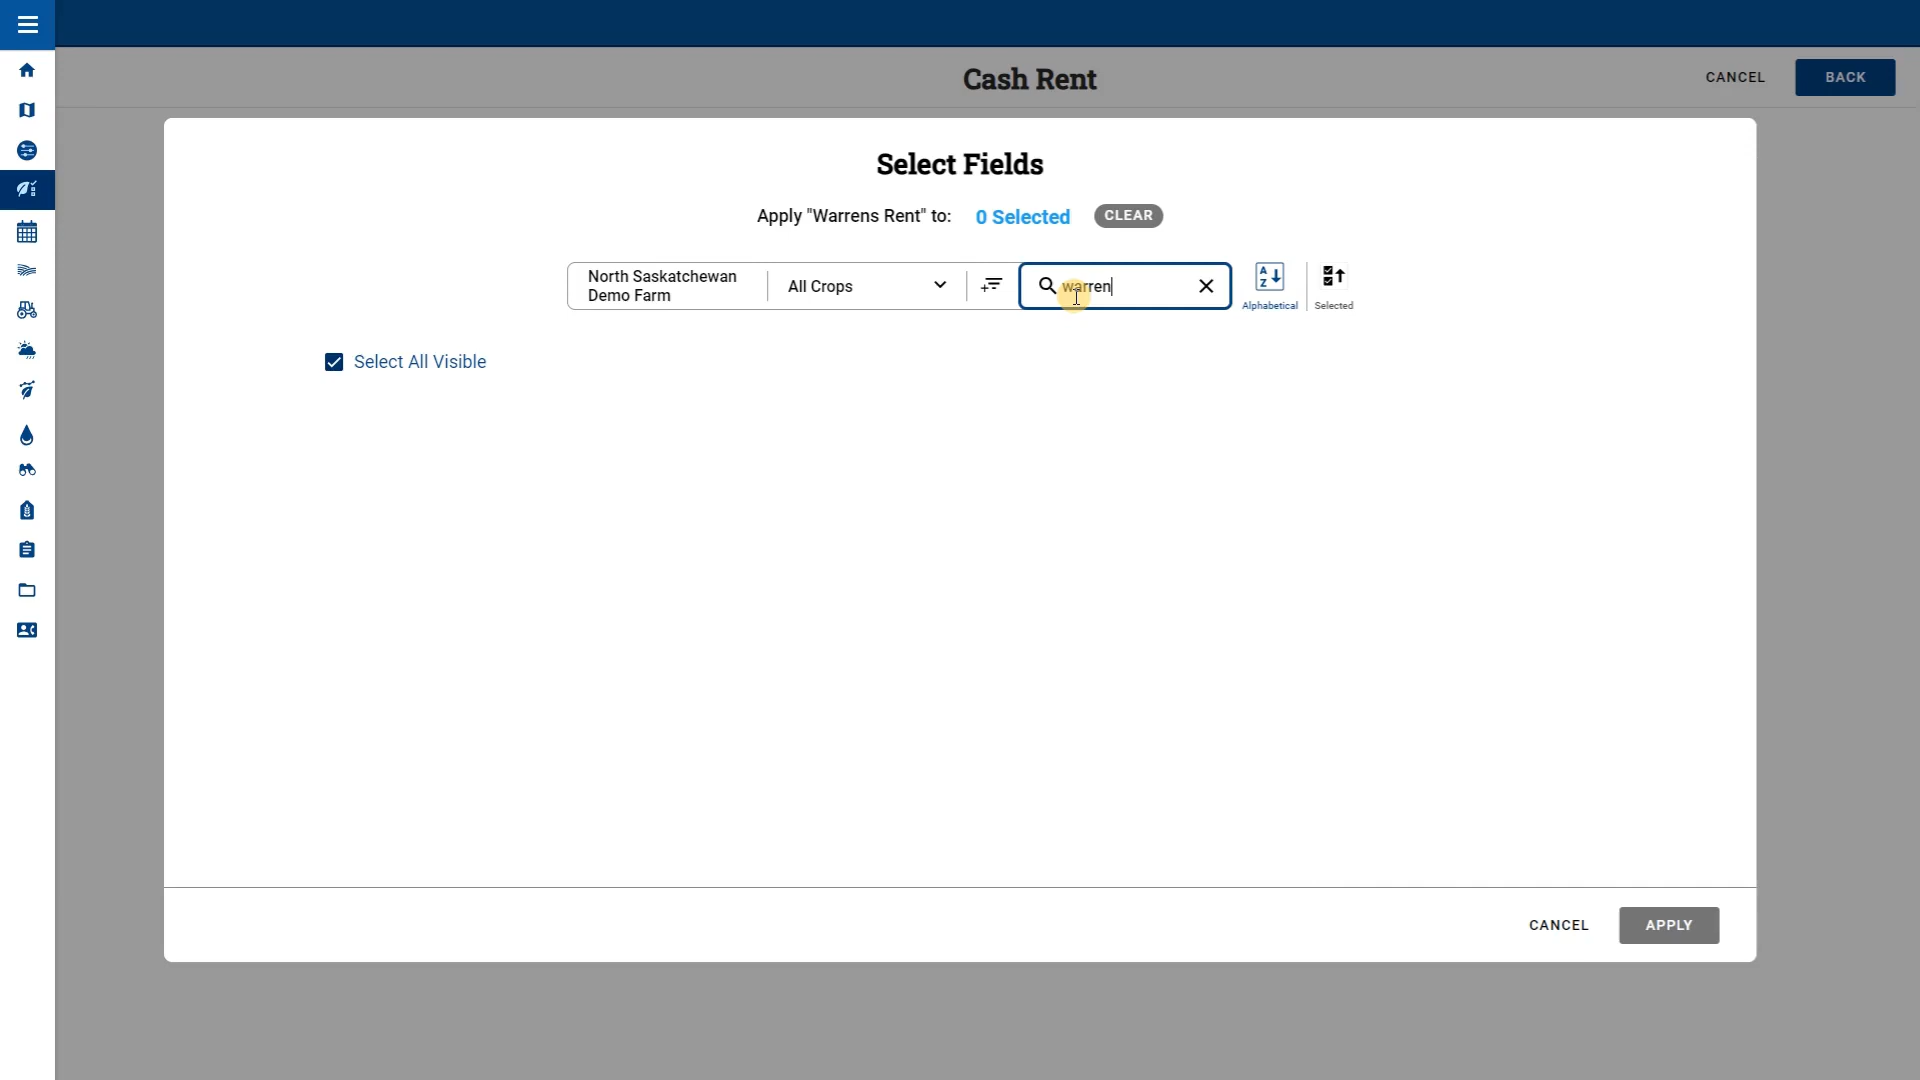 Cash Rent
CANCEL
BACK
Select Fields
Apply "Warrens Rent" to:
0 Selected
CLEAR
North Saskatchewan
Demo Farm
All Crops
warren
A
Z
Alphabetical
Selected
Select All Visible
CANCEL
APPLY